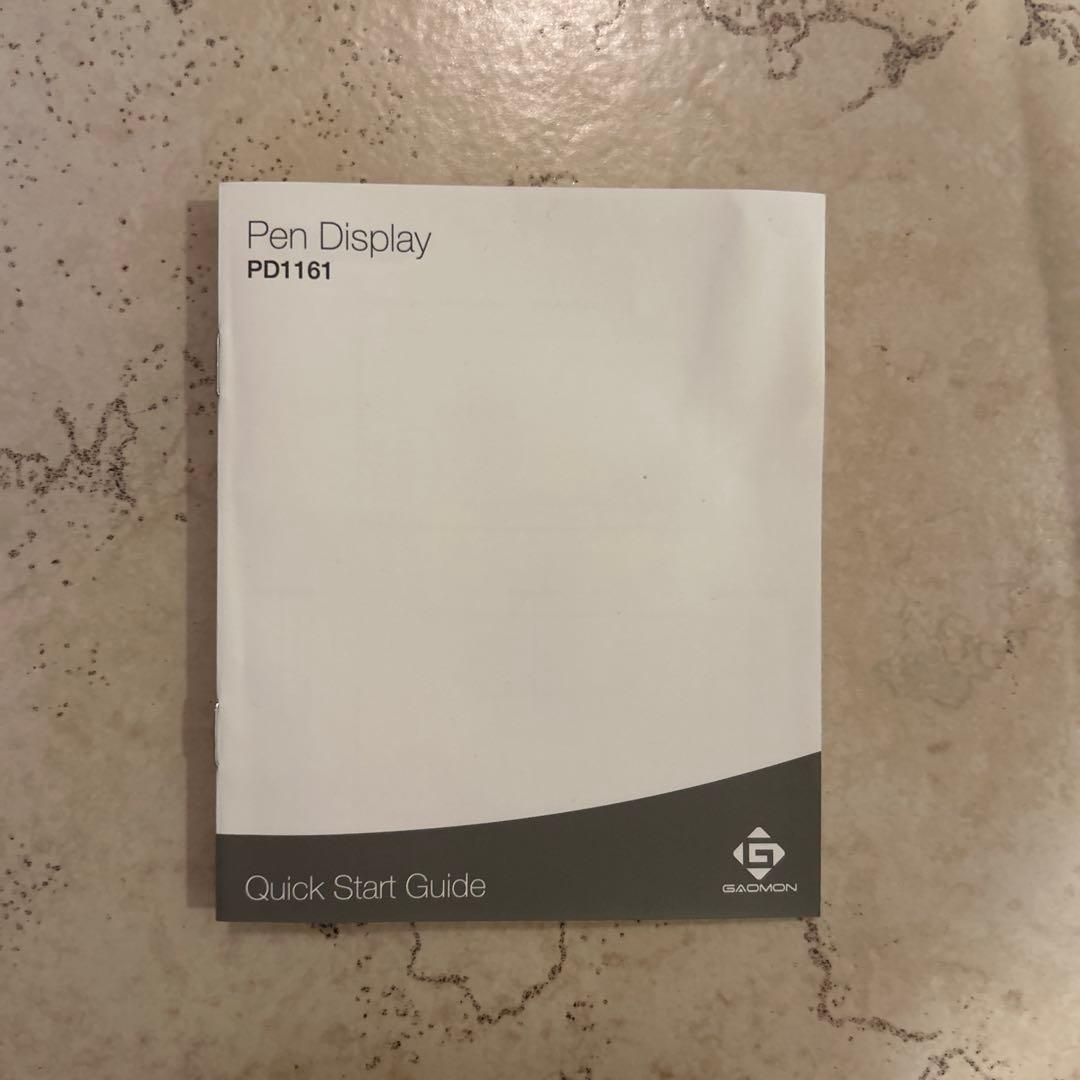 Pen Display
PD1161
Quick Start Guide
GAOMON